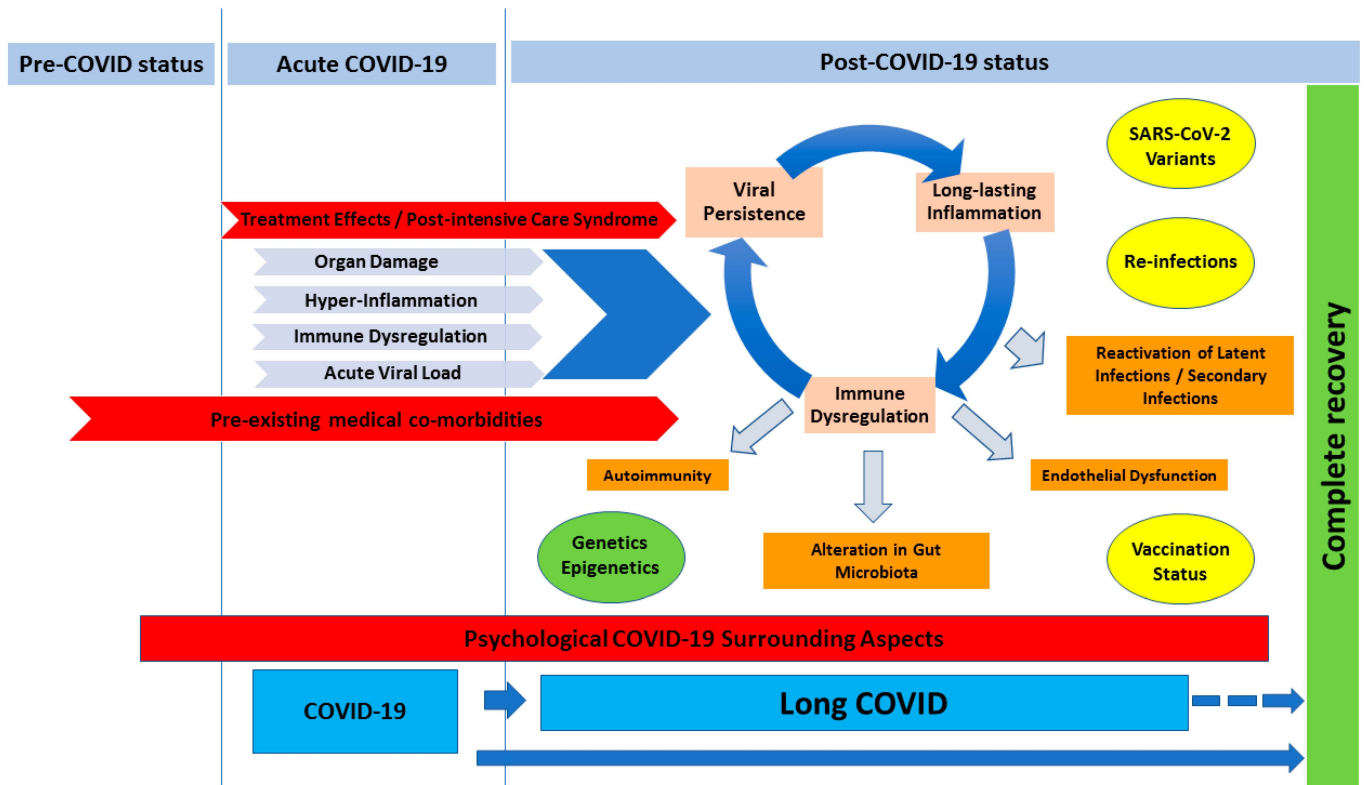 Pre-COVID status
Acute COVID-19
Post-COVID-19 status
SARS-CoV-2
Variants
Viral
Persistence
Long-lasting
Inflammation
Treatment Effects / Post-intensive Care Syndrome
Organ Damage
Re-infections
Hyper-Inflammation
Immune Dysregulation
Reactivation of Latent
Infections / Secondary
Infections
Acute Viral Load
Immune
Dysregulation
Pre-existing medical co-morbidities
Autoimmunity
Endothelial Dysfunction
Genetics
Epigenetics
Alteration in Gut
Microbiota
Vaccination
Status
Complete recovery
Psychological COVID-19 Surrounding Aspects
COVID-19
Long COVID